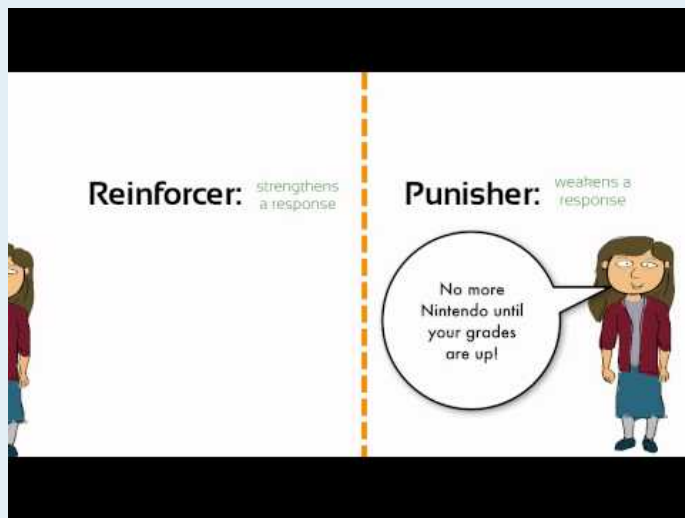 Reinforcer:
strengthens
a response
Punisher:
weakens a
response
No more
Nintendo until
your grades
are up!